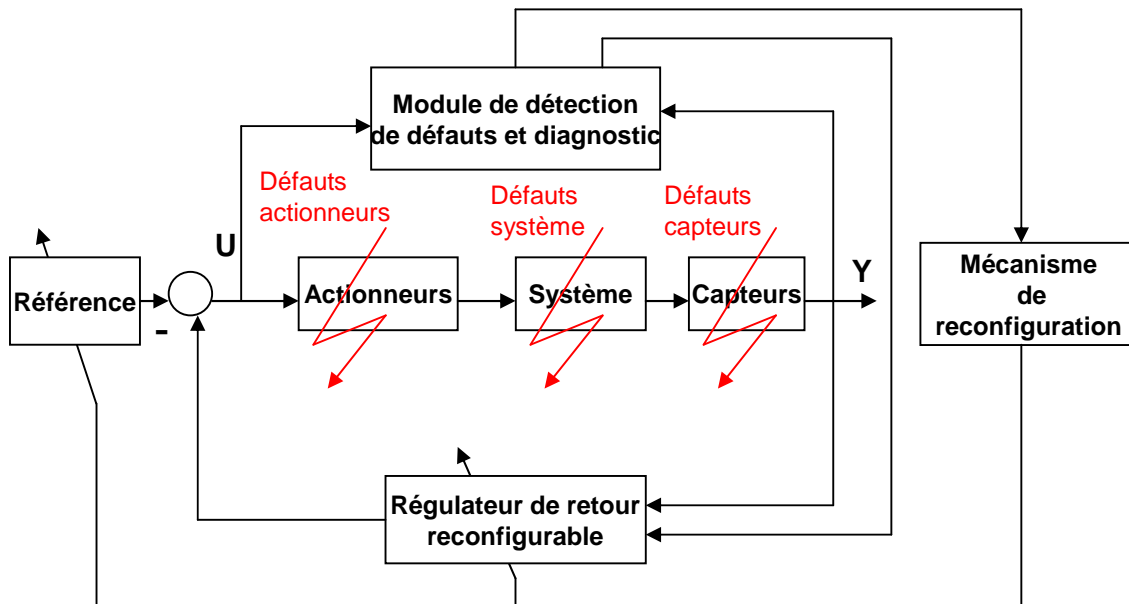 Module de détection
de défauts et diagnostic
Défauts
actionneurs
Défauts
système
Défauts
capteurs
U
Y
Référence
-
Actionneurs
Système
Capteurs
Mécanisme
de
reconfiguration
Régulateur de retour
reconfigurable